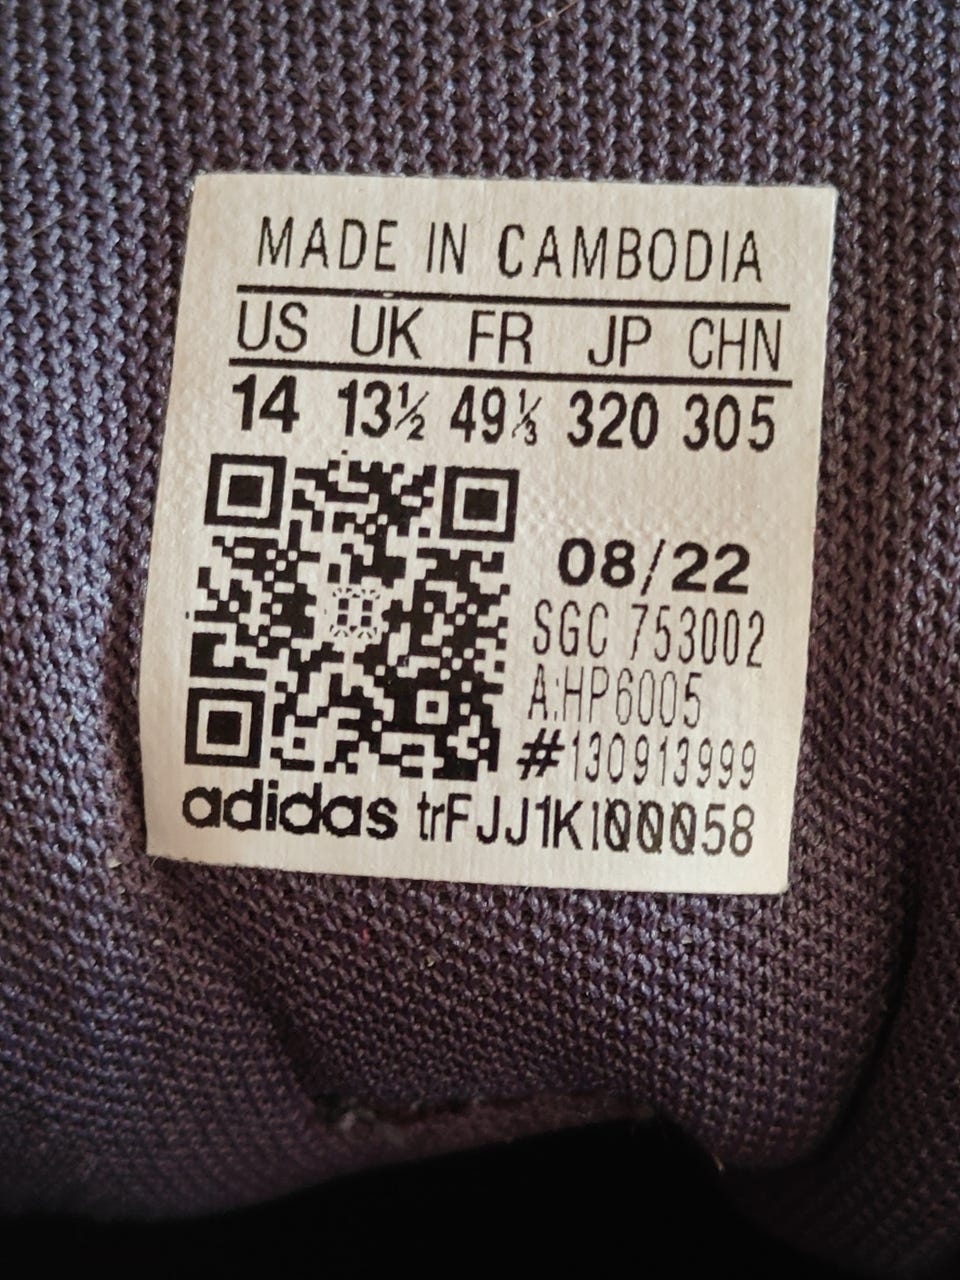 MADE IN CAMBODIA
US UK FR JP CHN
14 13½ 49⅓ 320 305
08/22
SGC 753002
A:HP6005
#130913999
adidas trFJJ1K100058